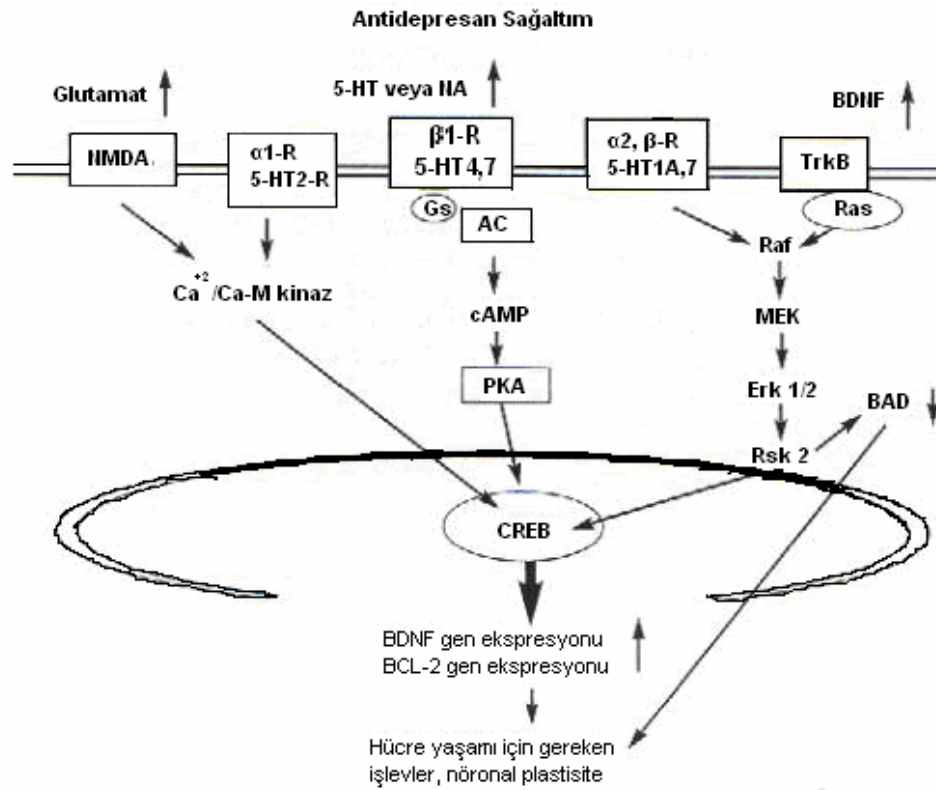 Antidepresan Sağaltım
Glutamat
5-HT veya NA
BDNF
NMDA.
α1-R
5-HT2-R
β1-R
5-HT4,7
α2, β-R
5-HT1A,7
TrkB
Gs
AC
Ras
Raf
Ca+2/Ca-M kinaz
cAMP
MEK
PKA
Erk 1/2
BAD
Rsk 2
CREB
BDNF gen ekspresyonu
BCL-2 gen ekspresyonu
Hücre yaşamı için gereken
işlevler, nöronal plastisite